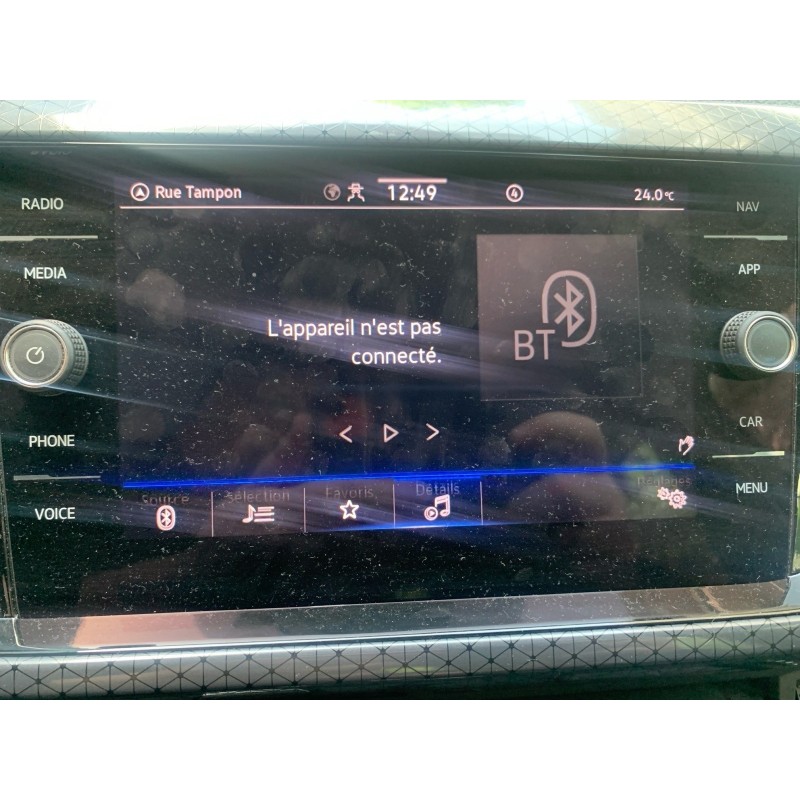 RADIO
MEDIA
PHONE
VOICE
Rue Tampon
12:49
4
24.0°C
L'appareil n'est pas
connecté.
BT
Source
Sélection
Favoris
Détails
Réglages
NAV
APP
CAR
MENU